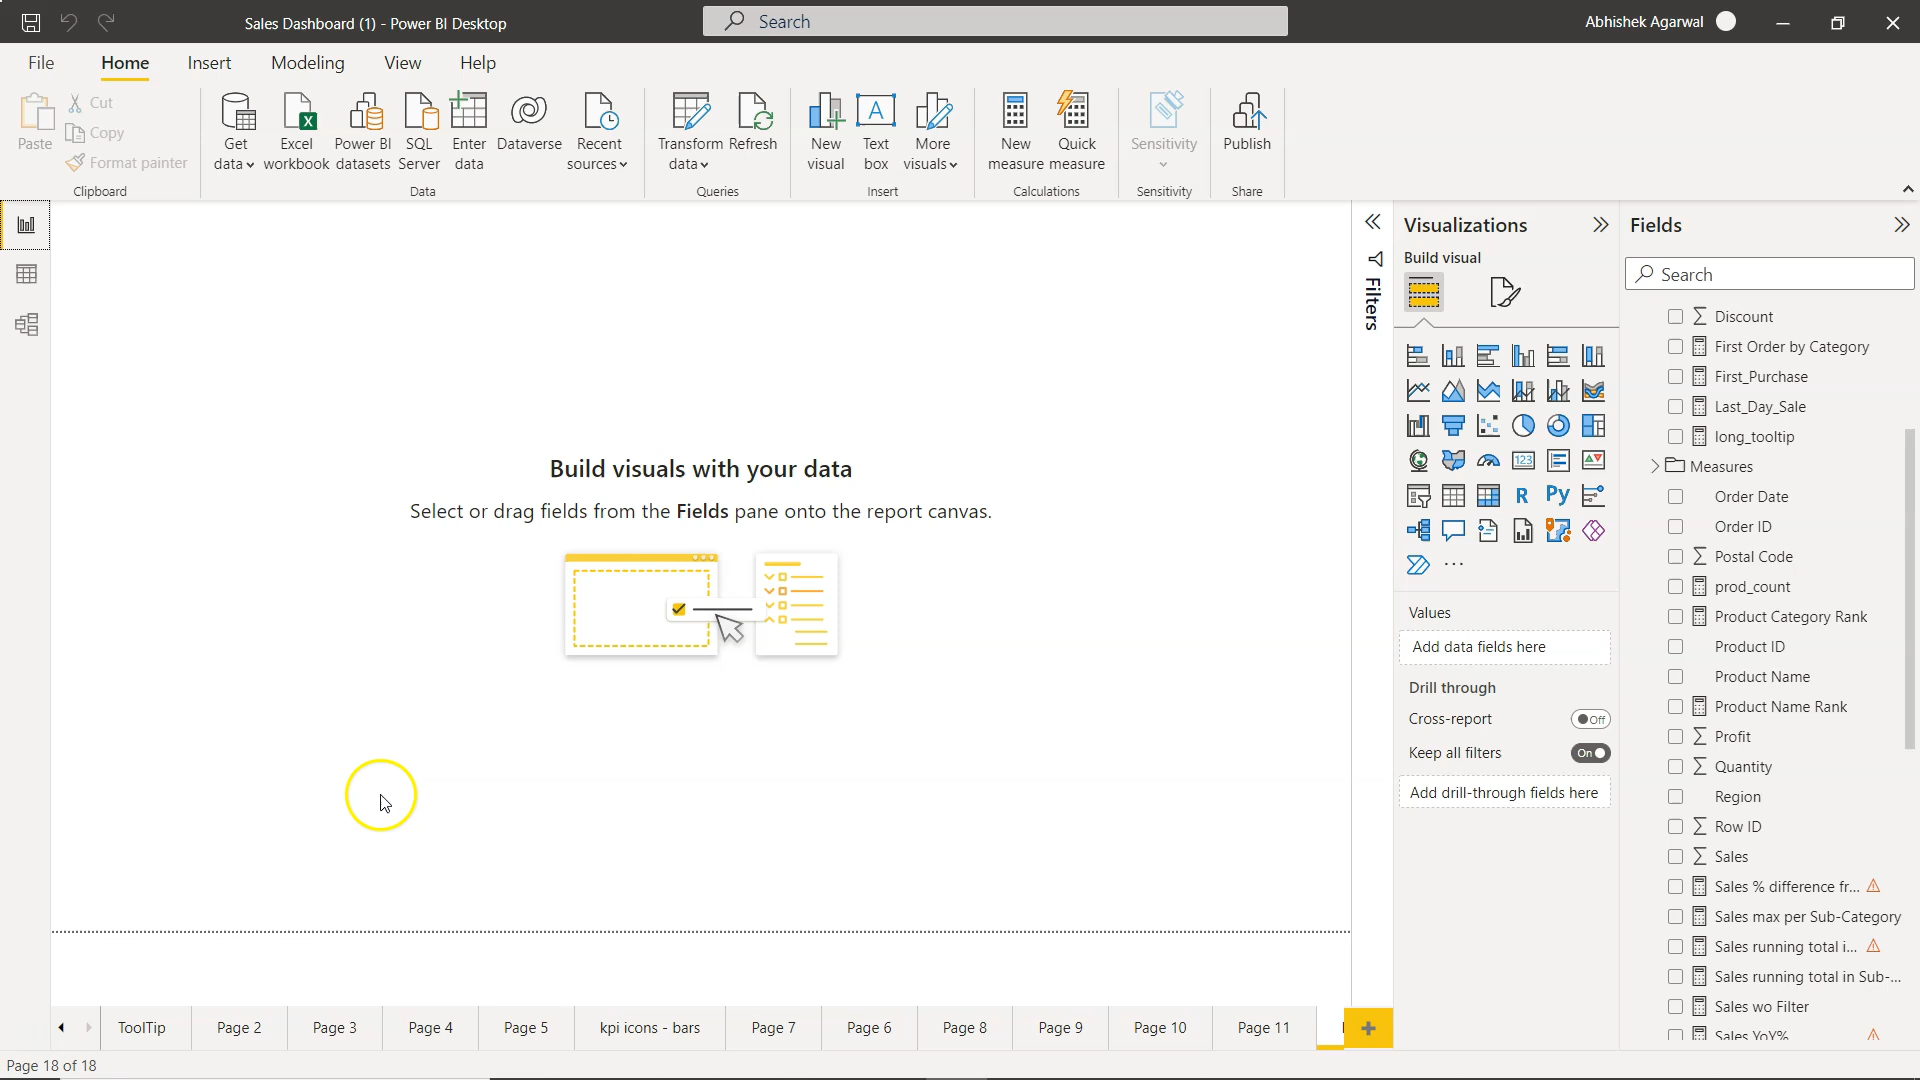 Sales Dashboard (1) - Power BI Desktop
Search
Abhishek Agarwal
File
Home
Insert
Modeling
View
Help
Paste
Cut
Copy
Format painter
Clipboard
Get
data
Excel
workbook
Power BI
datasets
SQL
Server
Enter
data
Dataverse
Recent
sources
Data
Transform
data
Refresh
Queries
New
visual
Text
box
More
visuals
Insert
New
measure
Quick
measure
Calculations
Sensitivity
Sensitivity
Publish
Share
Build visuals with your data
Select or drag fields from the Fields pane onto the report canvas.
Filters
Visualizations
Build visual
123
R
Py
Values
Add data fields here
Drill through
Cross-report
Off
Keep all filters
On
Add drill-through fields here
Fields
Search
Discount
First Order by Category
First_Purchase
Last_Day_Sale
long_tooltip
Measures
Order Date
Order ID
Postal Code
prod_count
Product Category Rank
Product ID
Product Name
Product Name Rank
Profit
Quantity
Region
Row ID
Sales
Sales % difference fr...
Sales max per Sub-Category
Sales running total i...
Sales running total in Sub-...
Sales wo Filter
Sales YoY%
ToolTip
Page 2
Page 3
Page 4
Page 5
kpi icons - bars
Page 7
Page 6
Page 8
Page 9
Page 10
Page 11
Page 18 of 18